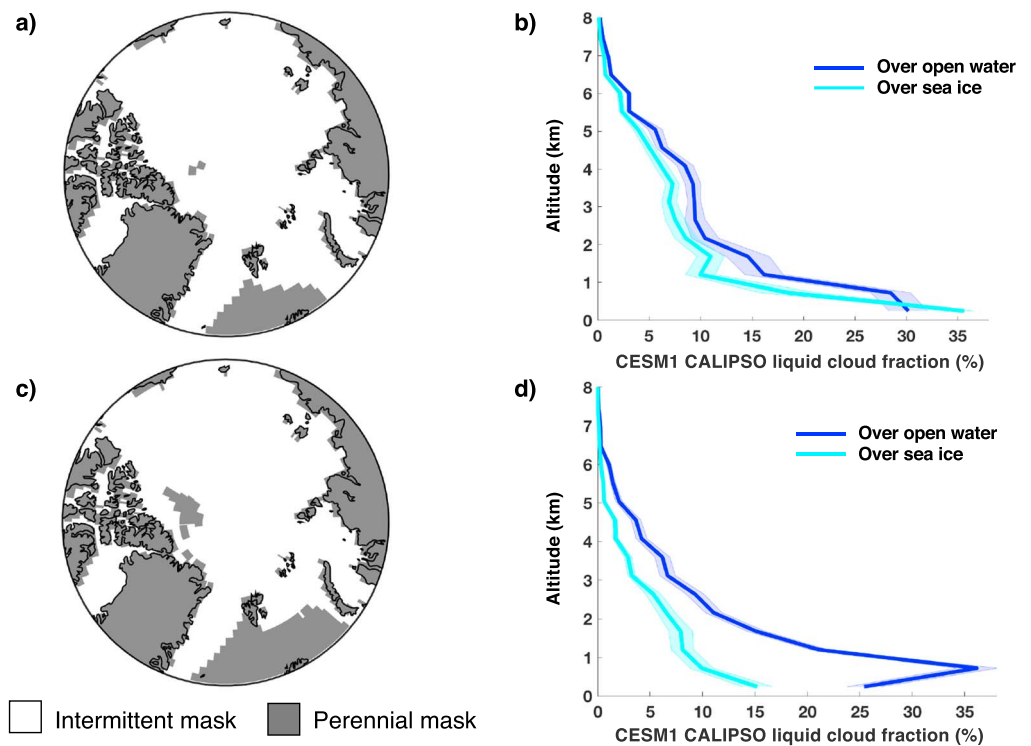 a)
b)
8
7
6
5
4
3
2
1
0
Altitude (km)
Over open water
Over sea ice
0 5 10 15 20 25 30 35
CESM1 CALIPSO liquid cloud fraction (%)
c)
d)
8
7
6
5
4
3
2
1
0
Altitude (km)
Over open water
Over sea ice
0 5 10 15 20 25 30 35
CESM1 CALIPSO liquid cloud fraction (%)
Intermittent mask Perennial mask